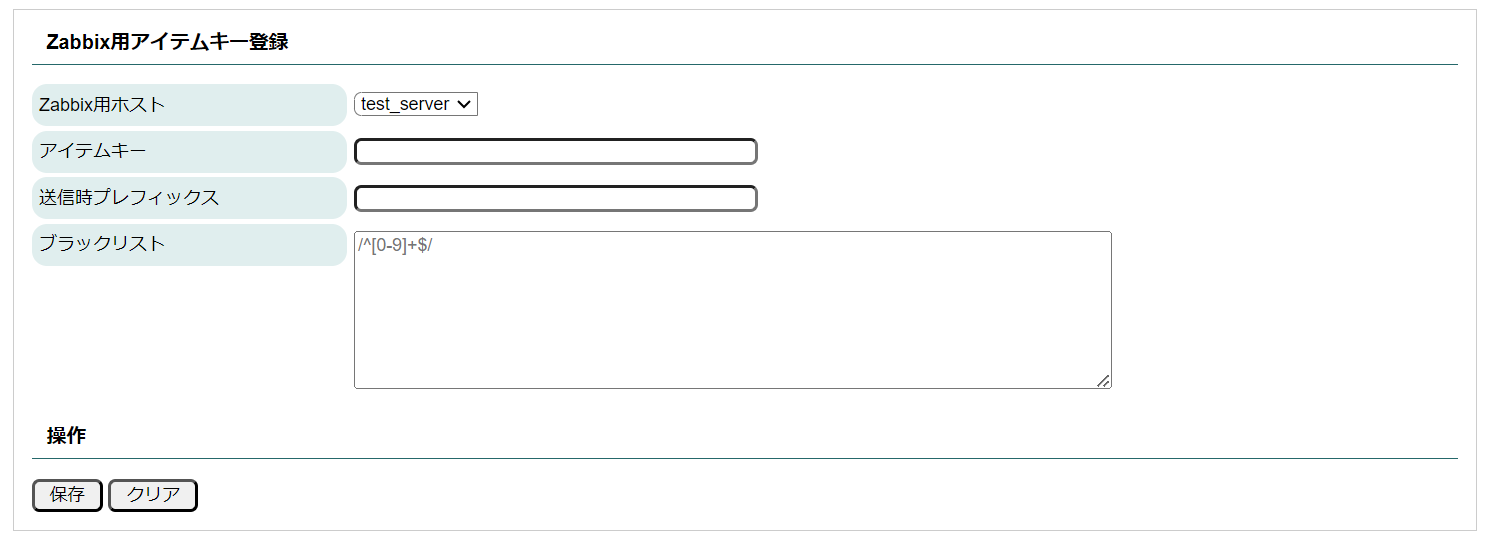 Zabbix用アイテムキー登録
Zabbix用ホスト test_server
アイテムキー
送信時プレフィックス
ブラックリスト /^[0-9]+$/
操作
保存 クリア